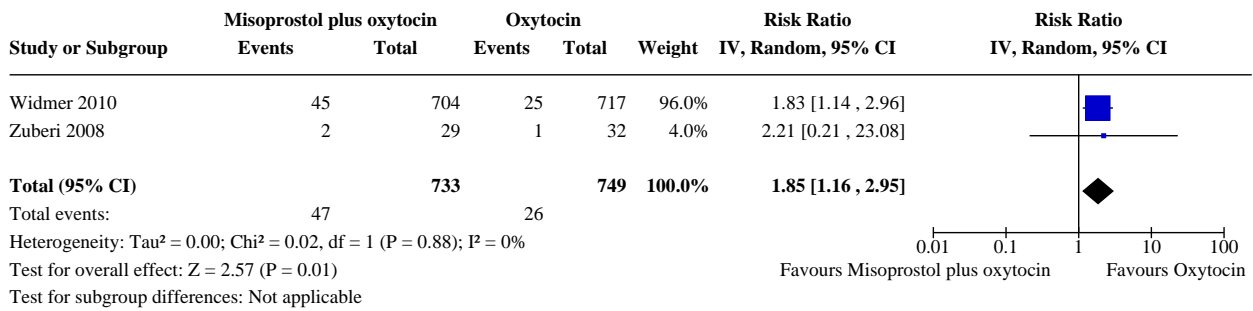 Misoprostol plus oxytocin Oxytocin Risk Ratio Risk Ratio
Study or Subgroup Events Total Events Total Weight IV, Random, 95% CI IV, Random, 95% CI
Widmer 2010 45 704 25 717 96.0% 1.83 [1.14 , 2.96]
Zuberi 2008 2 29 1 32 4.0% 2.21 [0.21 , 23.08]
Total (95% CI) 733 749 100.0% 1.85 [1.16 , 2.95]
Total events: 47 26
Heterogeneity: Tau² = 0.00; Chi² = 0.02, df = 1 (P = 0.88); I² = 0%
0.01 0.1 1 10 100
Test for overall effect: Z = 2.57 (P = 0.01) Favours Misoprostol plus oxytocin Favours Oxytocin
Test for subgroup differences: Not applicable